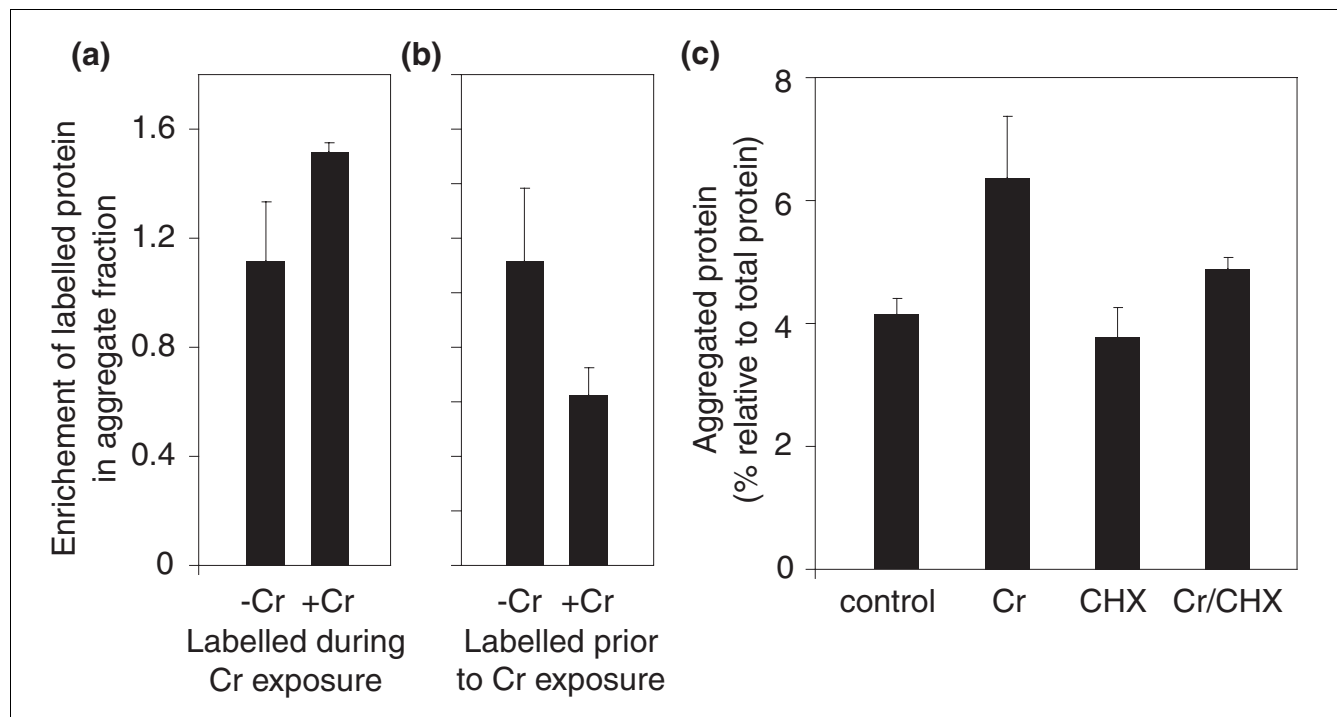 (a)
(b)
(c)
Enrichement of labelled protein
in aggregate fraction
1.6
1.2
0.8
0.4
0
-Cr +Cr
Labelled during
Cr exposure
-Cr +Cr
Labelled prior
to Cr exposure
Aggregated protein
(% relative to total protein)
8
6
4
2
0
control Cr CHX Cr/CHX